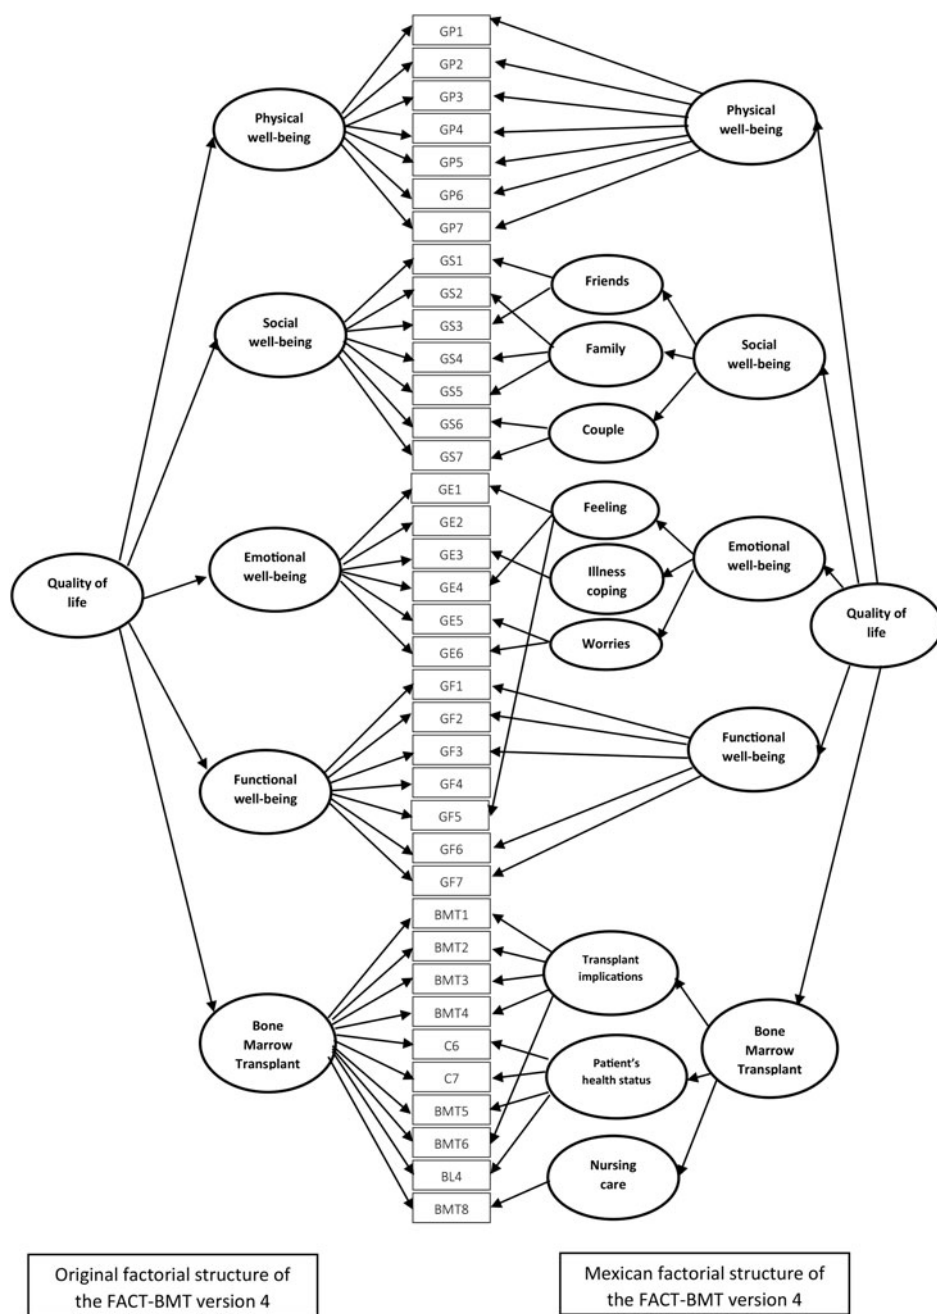 GP1
GP2
GP3
GP4
GP5
GP6
GP7
Physical
well-being
Physical
well-being
GS1
GS2
GS3
GS4
GS5
GS6
GS7
Social
well-being
Friends
Family
Couple
Social
well-being
GE1
GE2
GE3
GE4
GE5
GE6
Quality of
life
Emotional
well-being
Feeling
Illness
coping
Worries
Emotional
well-being
Quality of
life
GF1
GF2
GF3
GF4
GF5
GF6
GF7
Functional
well-being
Functional
well-being
BMT1
BMT2
BMT3
BMT4
C6
C7
BMT5
BMT6
BL4
BMT8
Bone
Marrow
Transplant
Transplant
implications
Patient's
health status
Nursing
care
Bone
Marrow
Transplant
Original factorial structure of
the FACT-BMT version 4
Mexican factorial structure of
the FACT-BMT version 4